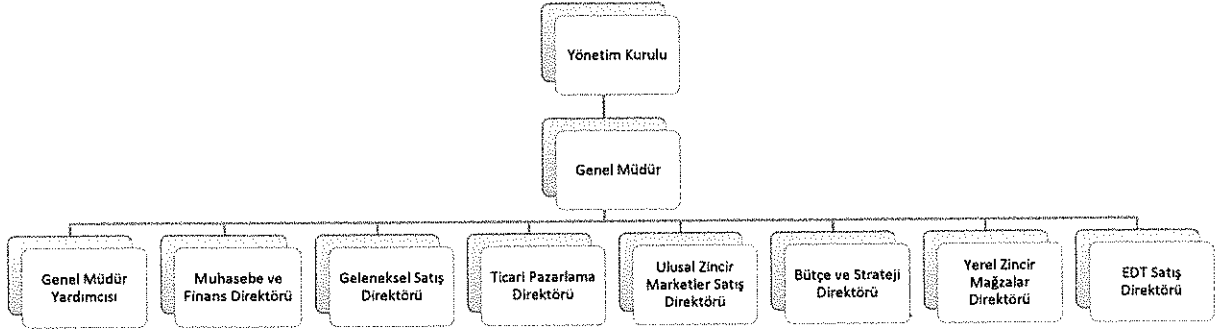 Yönetim Kurulu
Genel Müdür
Genel Müdür
Yardımcısı
Muhasebe ve
Finans Direktörü
Geleneksel Satış
Direktörü
Ticari Pazarlama
Direktörü
Ulusal Zincir
Marketler Satış
Direktörü
Bütçe ve Strateji
Direktörü
Yerel Zincir
Mağzalar
Direktörü
EDT Satış
Direktörü